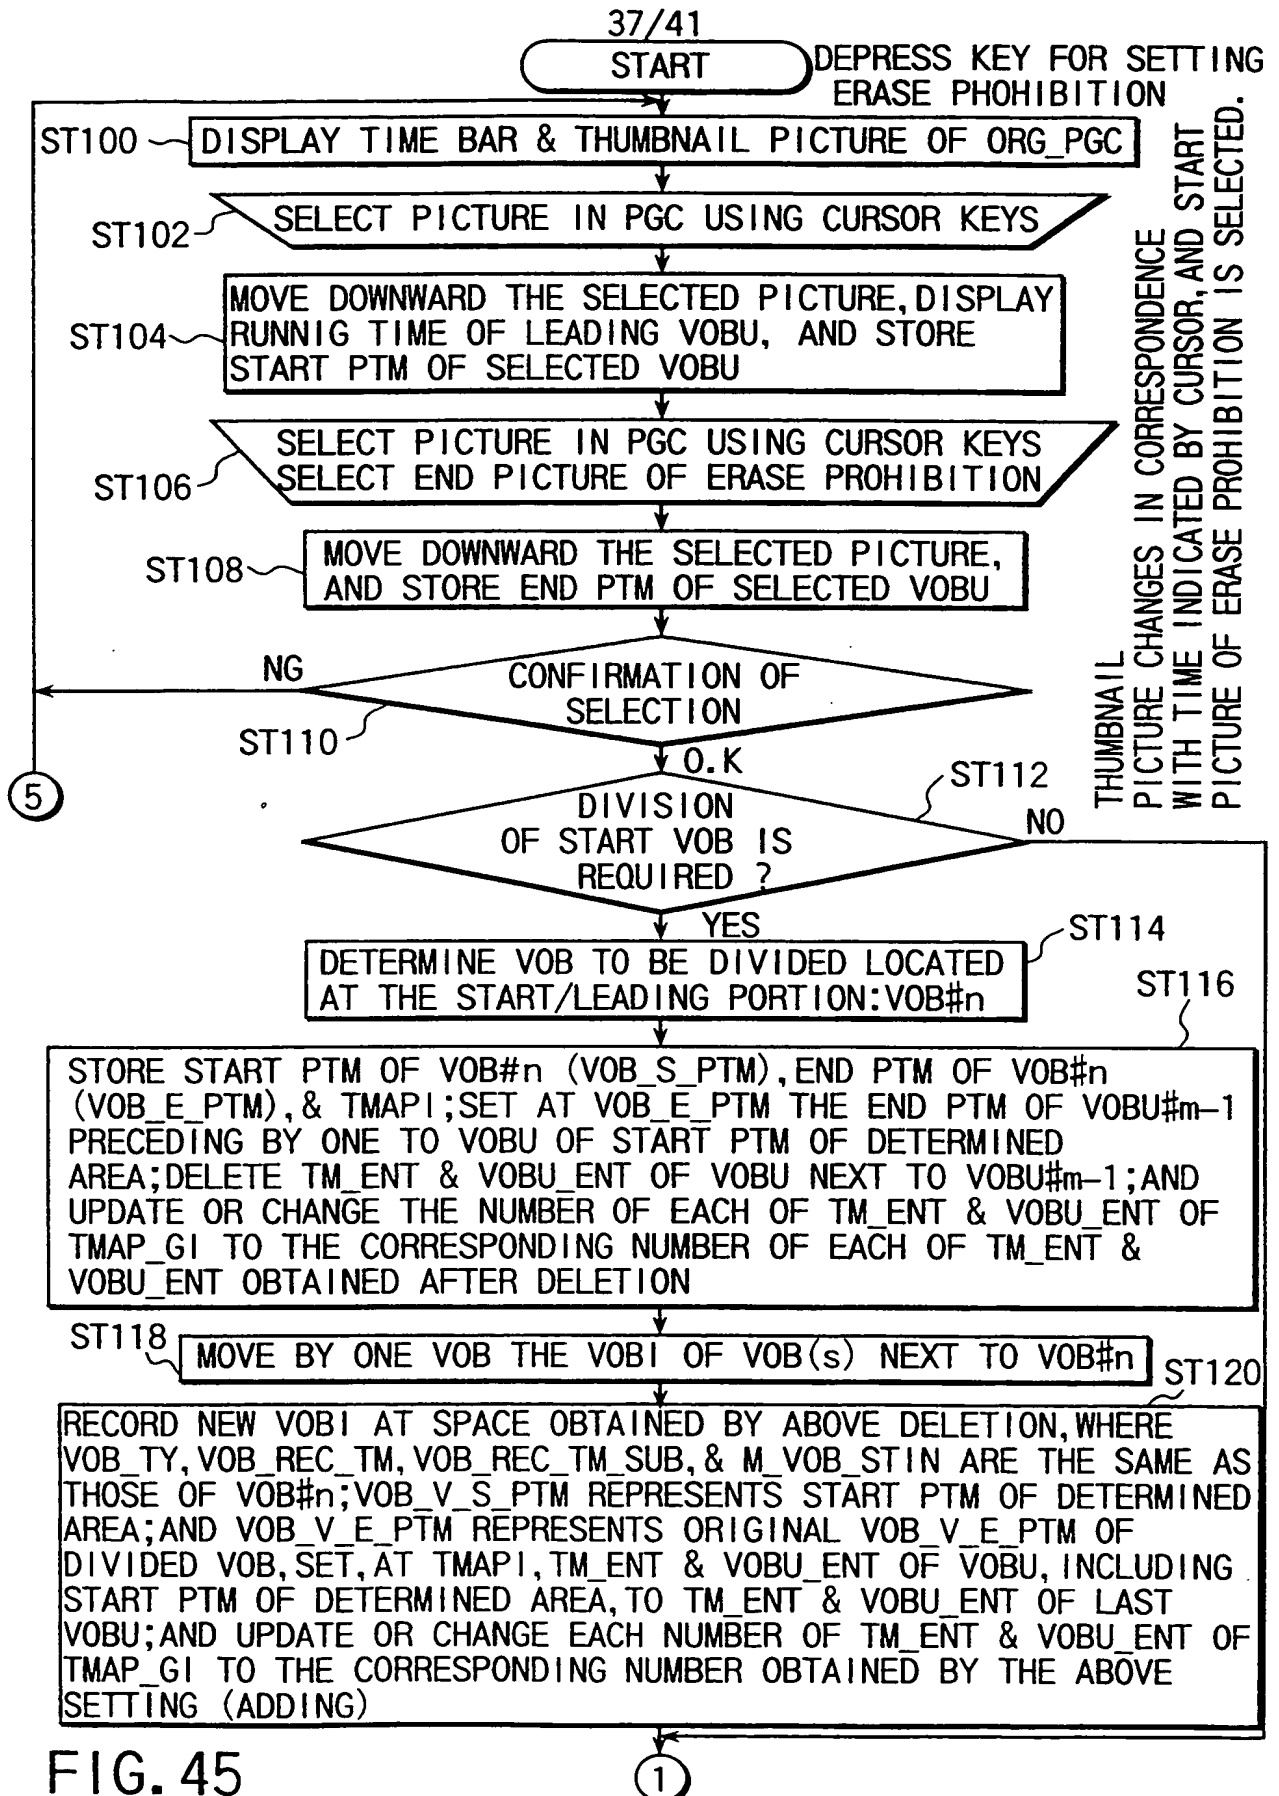 37/41
START
DEPRESS KEY FOR SETTING
ERASE PHOHIBITION
ST100
DISPLAY TIME BAR & THUMBNAIL PICTURE OF ORG_PGC
ST102
SELECT PICTURE IN PGC USING CURSOR KEYS
ST104
MOVE DOWNWARD THE SELECTED PICTURE, DISPLAY
RUNNIG TIME OF LEADING VOBU, AND STORE
START PTM OF SELECTED VOBU
ST106
SELECT PICTURE IN PGC USING CURSOR KEYS
SELECT END PICTURE OF ERASE PROHIBITION
ST108
MOVE DOWNWARD THE SELECTED PICTURE,
AND STORE END PTM OF SELECTED VOBU
THUMBNAIL
PICTURE CHANGES IN CORRESPONDENCE
WITH TIME INDICATED BY CURSOR, AND START
PICTURE OF ERASE PROHIBITION IS SELECTED.
NG
CONFIRMATION OF
SELECTION
ST110
O.K
5
ST112
DIVISION
OF START VOB IS
REQUIRED ?
NO
YES
ST114
DETERMINE VOB TO BE DIVIDED LOCATED
AT THE START/LEADING PORTION:VOB#n
ST116
STORE START PTM OF VOB#n (VOB_S_PTM), END PTM OF VOB#n
(VOB_E_PTM), & TMAPI;SET AT VOB_E_PTM THE END PTM OF VOBU#m-1
PRECEDING BY ONE TO VOBU OF START PTM OF DETERMINED
AREA;DELETE TM_ENT & VOBU_ENT OF VOBU NEXT TO VOBU#m-1;AND
UPDATE OR CHANGE THE NUMBER OF EACH OF TM_ENT & VOBU_ENT OF
TMAP_GI TO THE CORRESPONDING NUMBER OF EACH OF TM_ENT &
VOBU_ENT OBTAINED AFTER DELETION
ST118
MOVE BY ONE VOB THE VOBI OF VOB(s) NEXT TO VOB#n
ST120
RECORD NEW VOBI AT SPACE OBTAINED BY ABOVE DELETION, WHERE
VOB_TY, VOB_REC_TM, VOB_REC_TM_SUB, & M_VOB_STIN ARE THE SAME AS
THOSE OF VOB#n;VOB_V_S_PTM REPRESENTS START PTM OF DETERMINED
AREA;AND VOB_V_E_PTM REPRESENTS ORIGINAL VOB_V_E_PTM OF
DIVIDED VOB, SET, AT TMAPI, TM_ENT & VOBU_ENT OF VOBU, INCLUDING
START PTM OF DETERMINED AREA, TO TM_ENT & VOBU_ENT OF LAST
VOBU;AND UPDATE OR CHANGE EACH NUMBER OF TM_ENT & VOBU_ENT OF
TMAP_GI TO THE CORRESPONDING NUMBER OBTAINED BY THE ABOVE
SETTING (ADDING)
1
FIG. 45